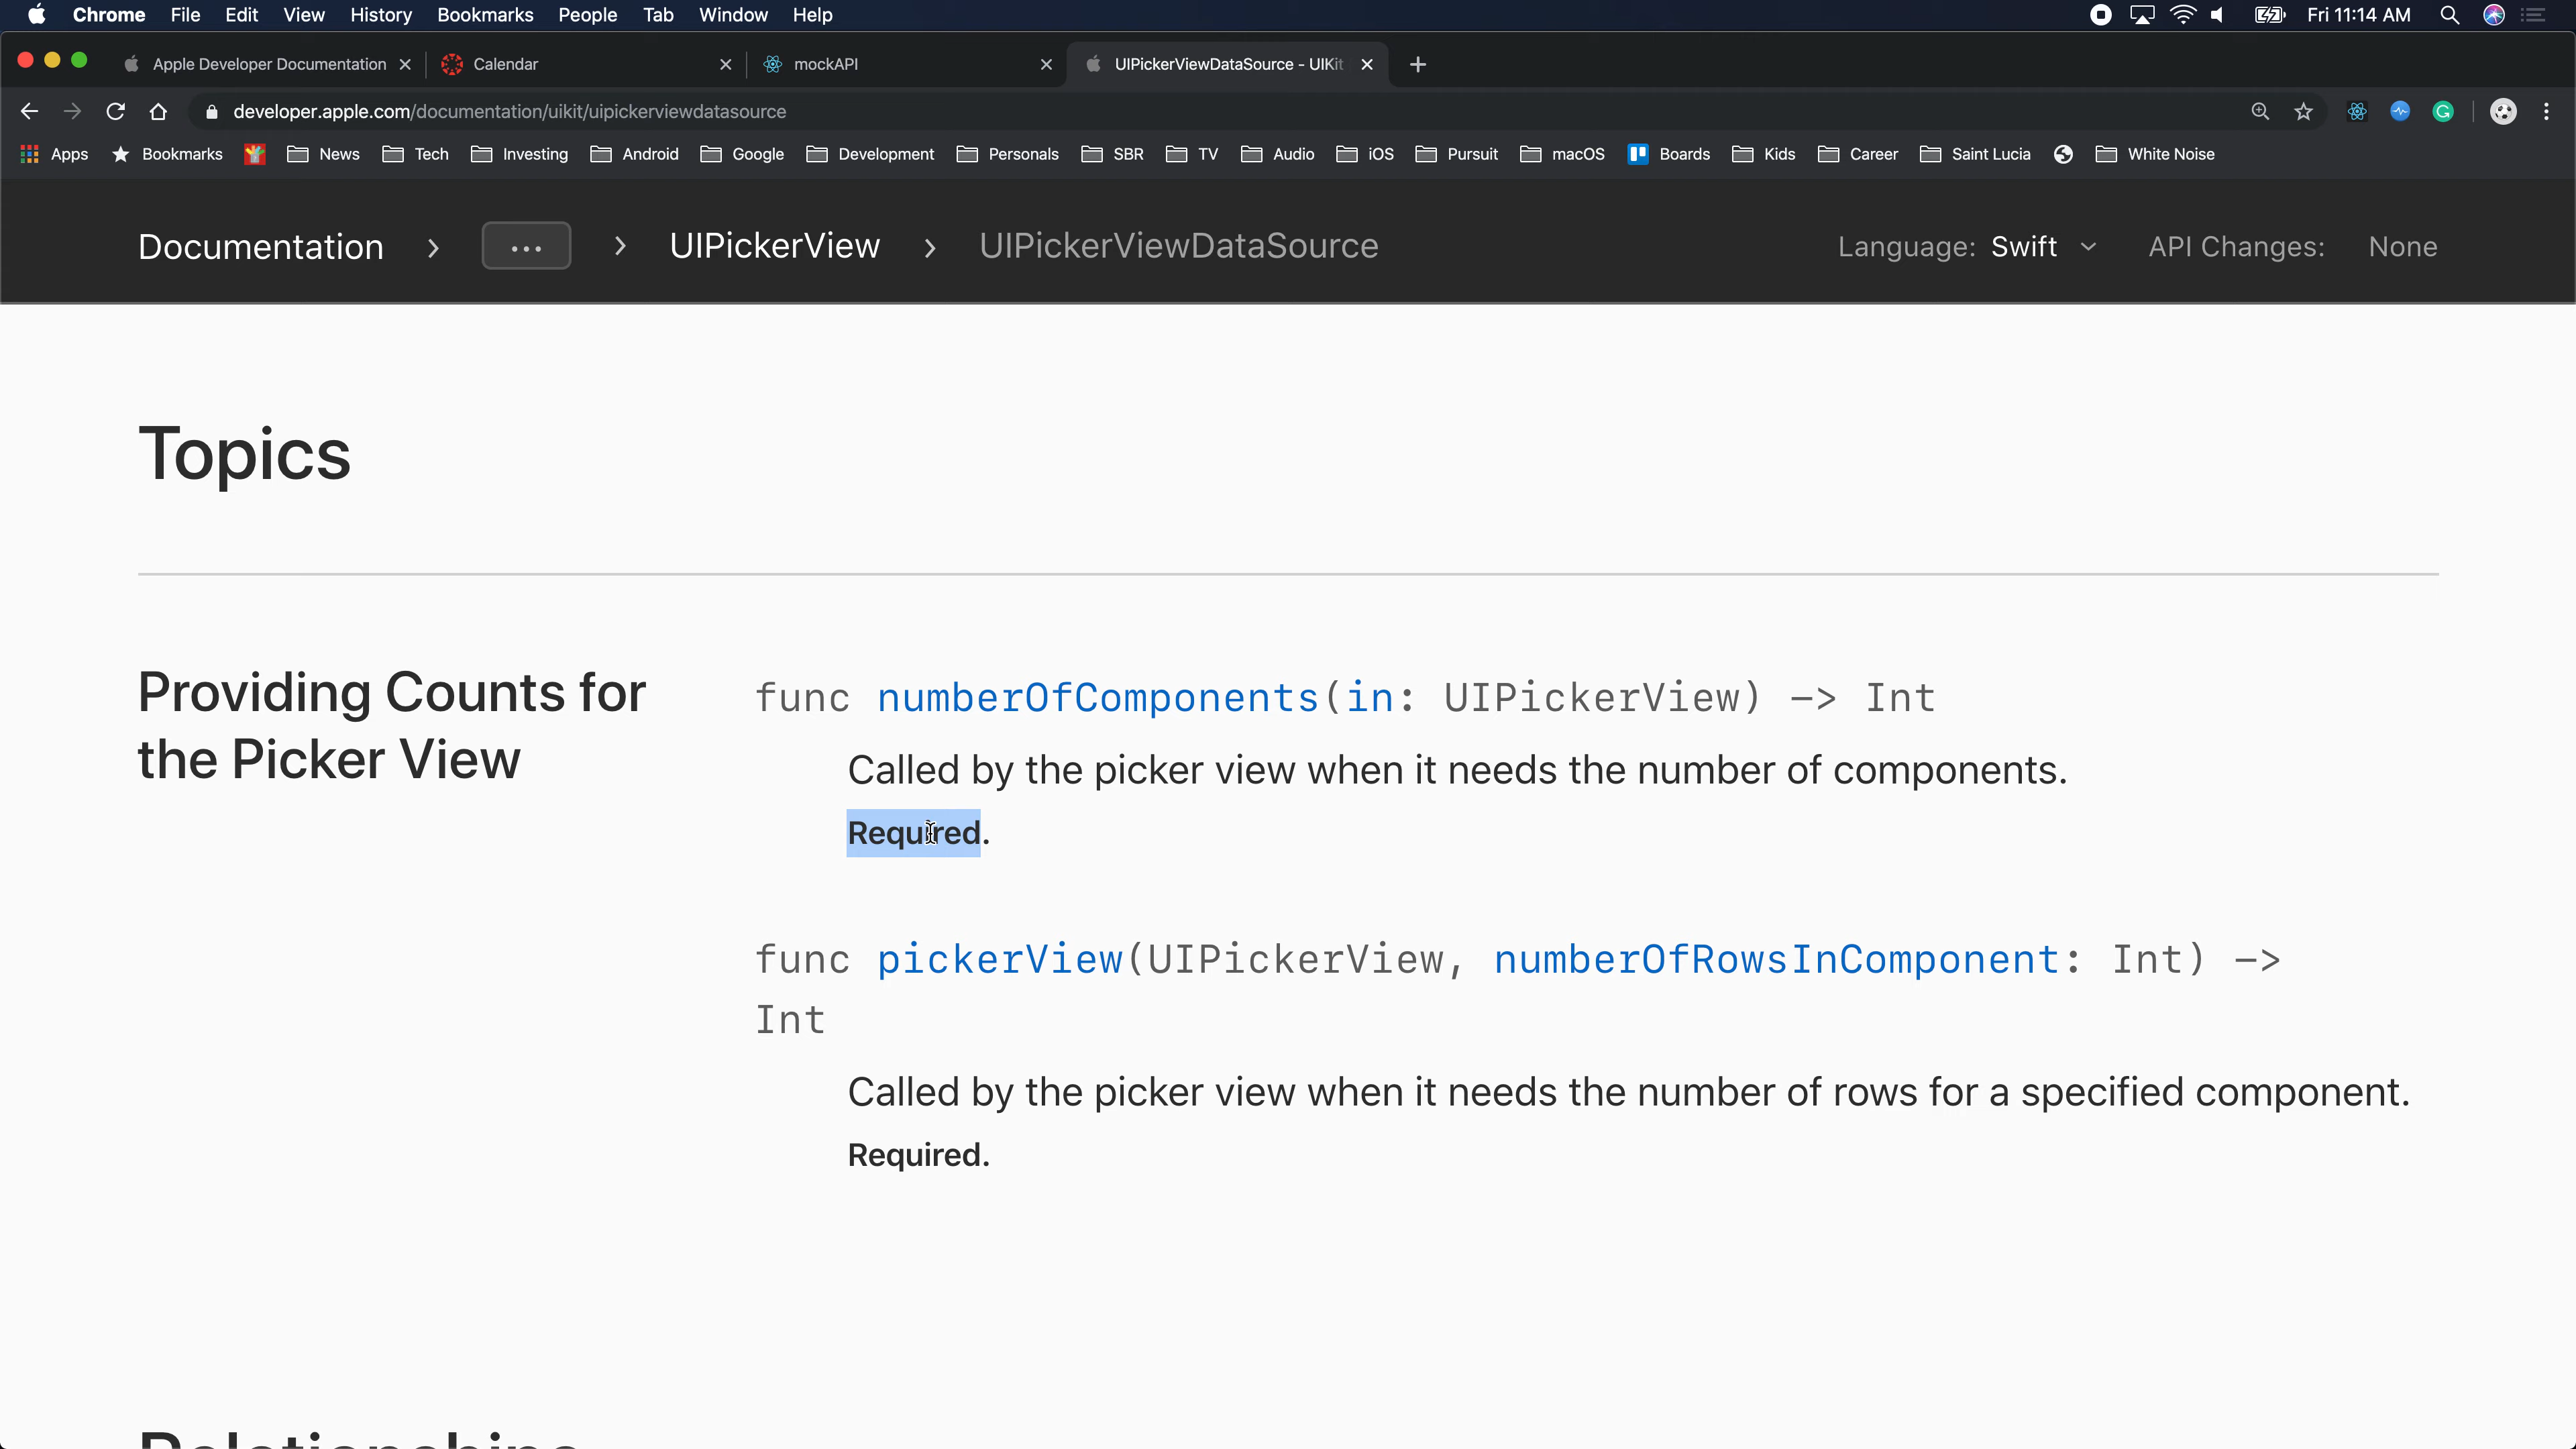 Chrome File Edit View History Bookmarks People Tab Window Help Fri 11:14 AM
Apple Developer Documentation Calendar mockAPI UIPickerViewDataSource - UIKit
developer.apple.com/documentation/uikit/uipickerviewdatasource
Apps Bookmarks News Tech Investing Android Google Development Personals SBR TV Audio iOS Pursuit macOS Boards Kids Career Saint Lucia White Noise
Documentation > ... > UIPickerView > UIPickerViewDataSource Language: Swift API Changes: None
Topics
Providing Counts for
the Picker View
func numberOfComponents(in: UIPickerView) -> Int
Called by the picker view when it needs the number of components.
Required.
func pickerView(UIPickerView, numberOfRowsInComponent: Int) ->
Int
Called by the picker view when it needs the number of rows for a specified component.
Required.
Relationships